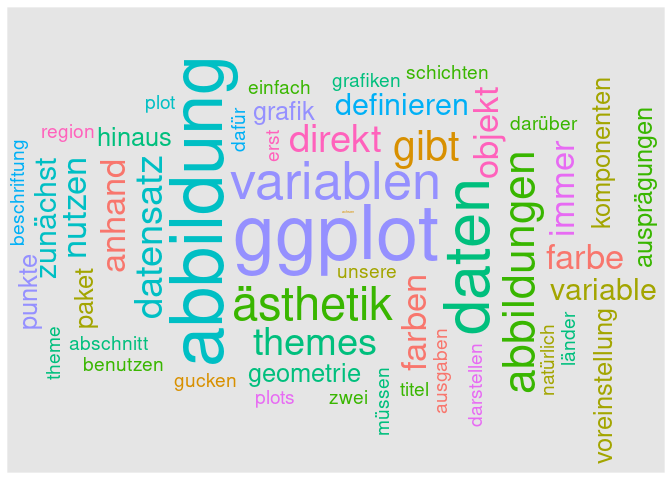 abbildung
einfach
grafiken
schichten
plot
grafik
definieren
dafür
objekt
darüber
komponenten
region
hinaus
erst
direkt
gibt
ausprägungen
beschriftung
zunächst
nutzen
anhand
datensatz
variablen
daten
abbildungen
immer
ggplot
farbe
punkte
paket
unsere
variable
ästhetik
farben
theme
abschnitt
themes
ausgaben
darstellen
natürlich
länder
voreinstellung
benutzen
gucken
geometrie
müssen
titel
plots
zwei